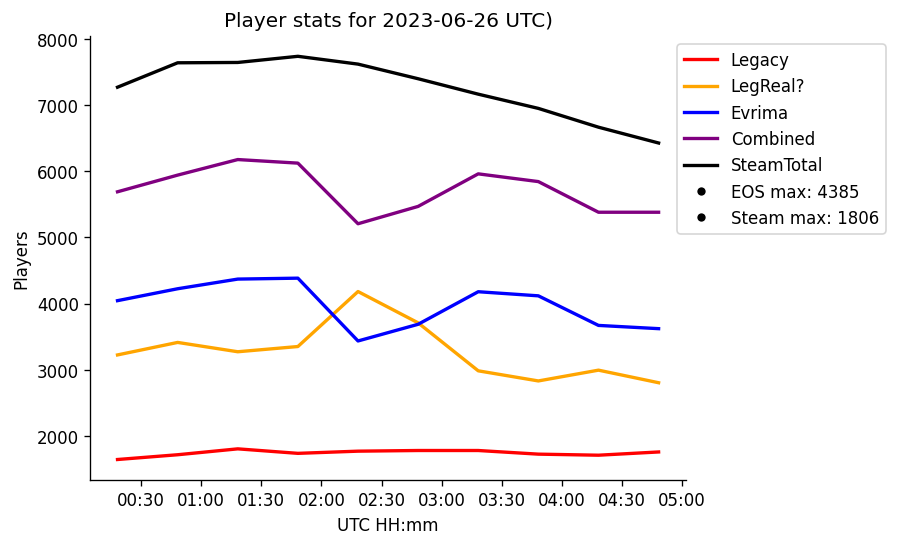 Player stats for 2023-06-26 UTC)
8000
7000
6000
5000
4000
3000
2000
Players
00:30 01:00 01:30 02:00 02:30 03:00 03:30 04:00 04:30 05:00
UTC HH:mm
Legacy
LegReal?
Evrima
Combined
SteamTotal
EOS max: 4385
Steam max: 1806